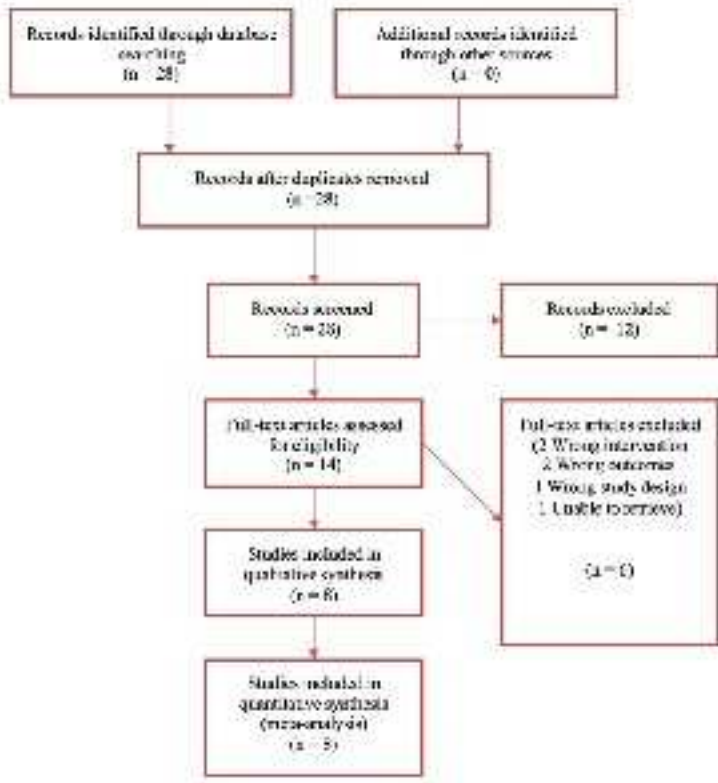 Records identified through database
searching
(n = 28)
Additional records identified
through other sources
(n = 0)
Records after duplicates removed
(n = 28)
Records screened
(n = 26)
Records excluded
(n = 12)
Full-text articles assessed
for eligibility
(n = 14)
Full-text articles excluded
(2 Wrong intervention
2 Wrong outcomes
1 Wrong study design
1 Unable to retrieve)
Studies included in
qualitative synthesis
(n = 8)
Studies included in
quantitative synthesis
(meta-analysis)